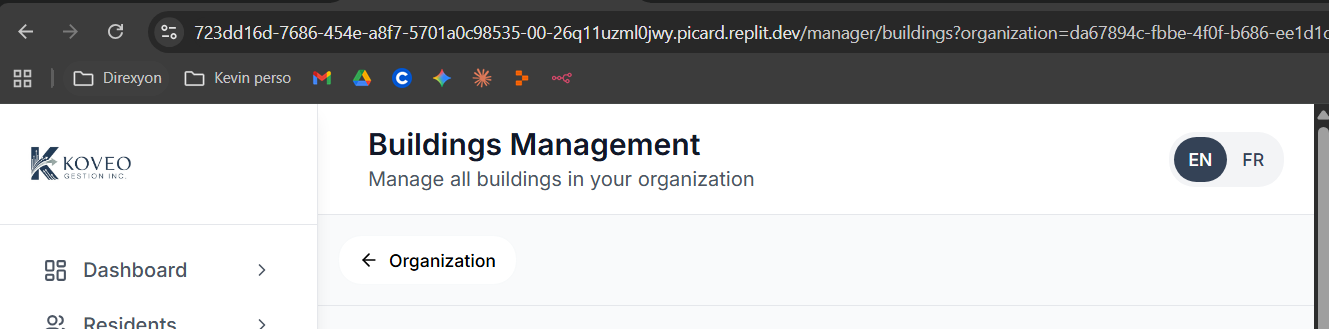 723dd16d-7686-454e-a8f7-5701a0c98535-00-26q11uzml0jwy.picard.replit.dev/manager/buildings?organization=da67894c-fbbe-4f0f-b686-ee1d1c
Direxyon Kevin perso
KOVEO
GESTION INC.
Buildings Management
Manage all buildings in your organization
EN FR
Organization
Dashboard
Residents